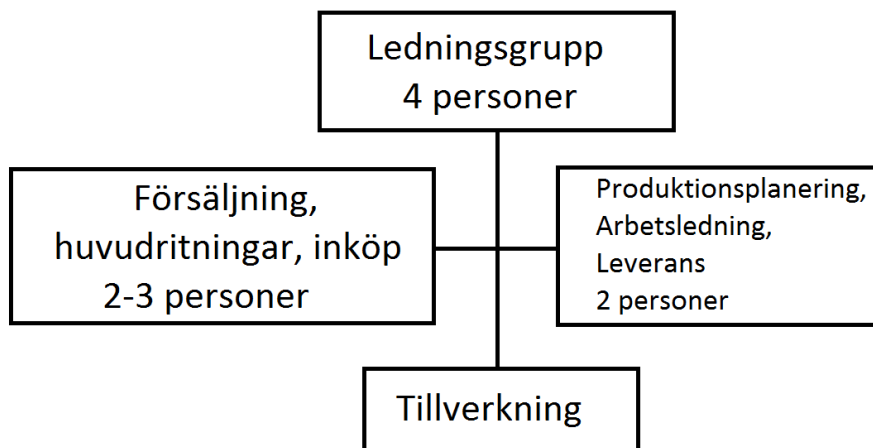 Ledningsgrupp
4 personer
Försäljning,
huvudritningar, inköp
2-3 personer
Produktionsplanering,
Arbetsledning,
Leverans
2 personer
Tillverkning